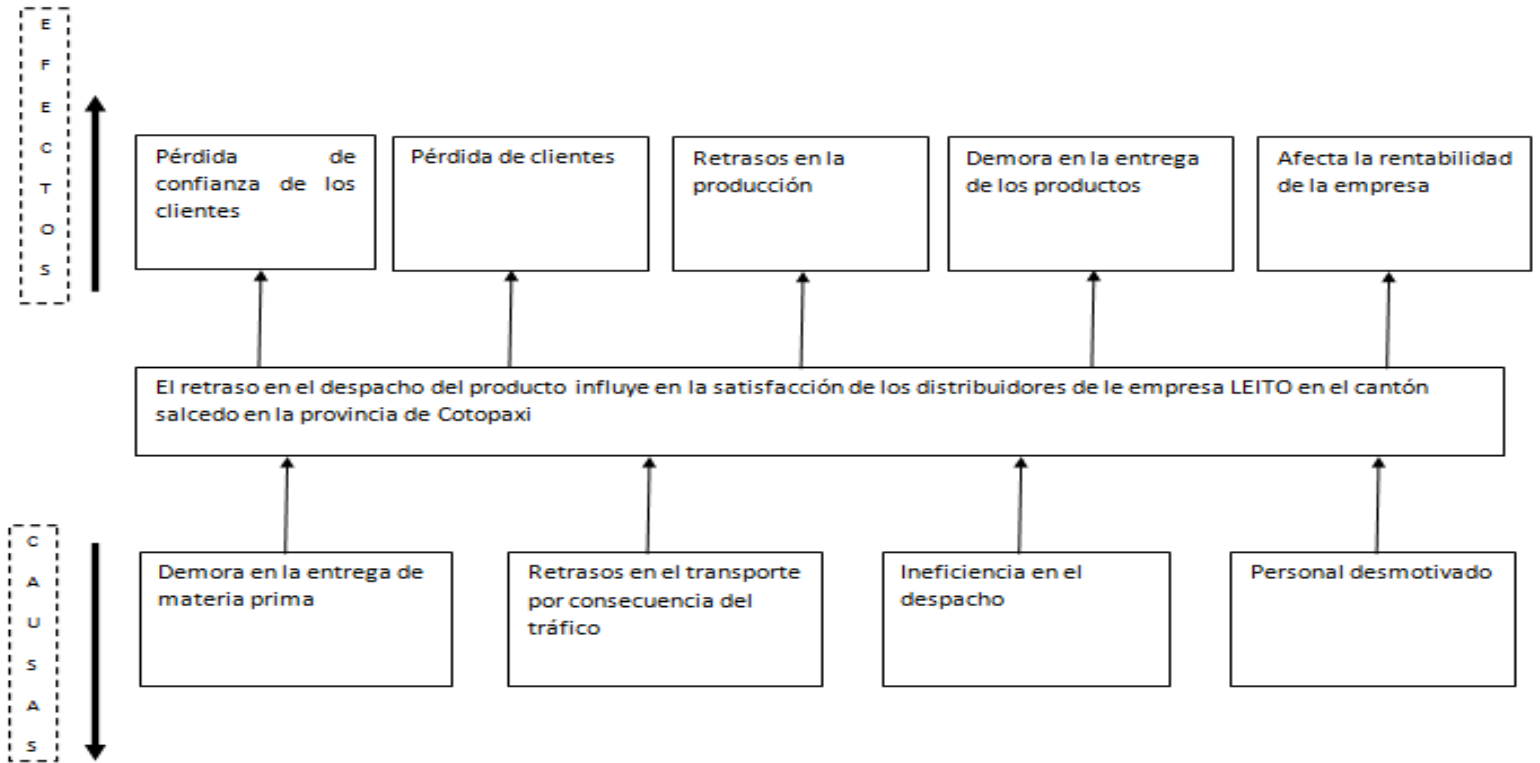 EFECTOS
Pérdida de
confianza de los
clientes
Pérdida de clientes
Retrasos en la
producción
Demora en la entrega
de los productos
Afecta la rentabilidad
de la empresa
El retraso en el despacho del producto influye en la satisfacción de los distribuidores de le empresa LEITO en el cantón
salcedo en la provincia de Cotopaxi
CAUSAS
Demora en la entrega de
materia prima
Retrasos en el transporte
por consecuencia del
tráfico
Ineficiencia en el
despacho
Personal desmotivado